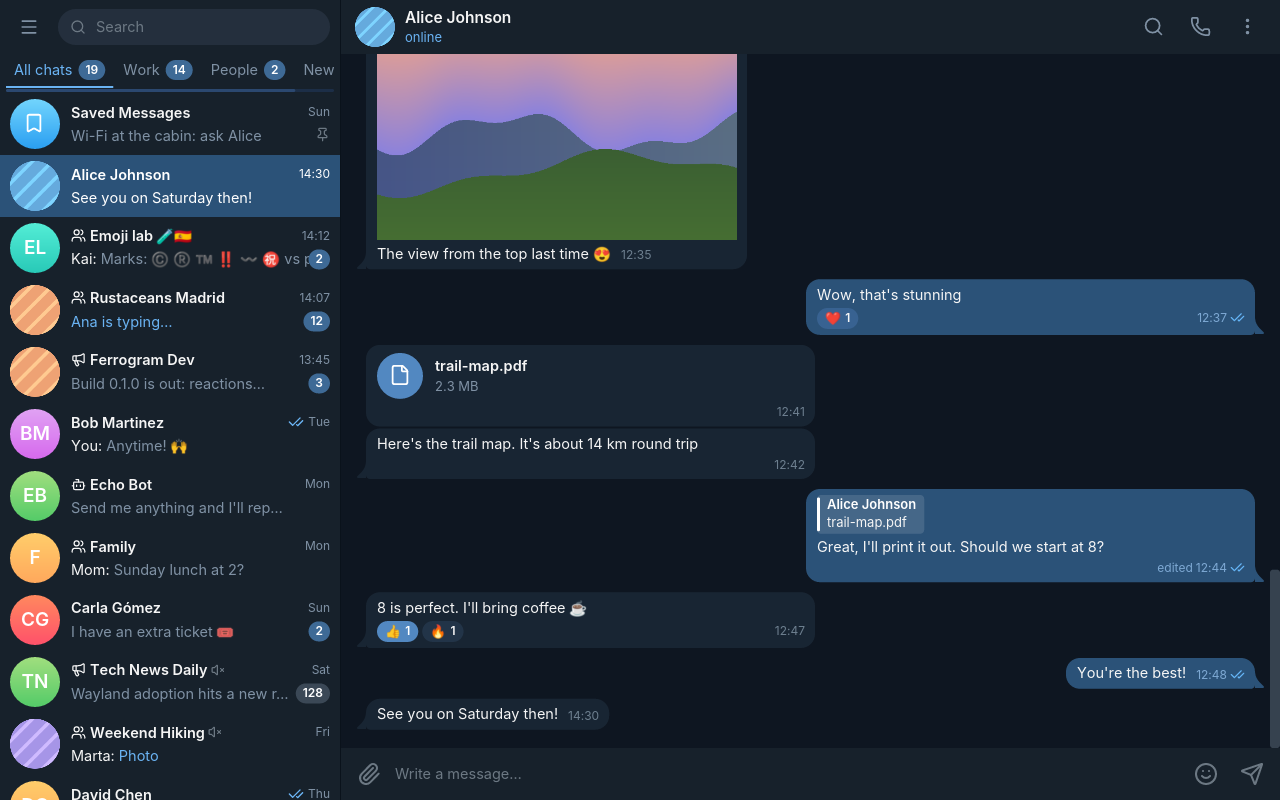 Search
All chats 19 Work 14 People 2 New
Saved Messages Sun
Wi-Fi at the cabin: ask Alice
Alice Johnson 14:30
See you on Saturday then!
EL
Emoji lab 🧪🇪🇸 14:12
Kai: Marks: ©️ ®️ ™️ ‼️ 〰️ ㊗️ vs 2
Rustaceans Madrid 14:07
Ana is typing... 12
Ferrogram Dev 13:45
Build 0.1.0 is out: reactions... 3
BM
Bob Martinez Tue
You: Anytime! 🙌
EB
Echo Bot Mon
Send me anything and I'll rep...
F
Family Mon
Mom: Sunday lunch at 2?
CG
Carla Gómez Sun
I have an extra ticket 🎟️ 2
TN
Tech News Daily Sat
Wayland adoption hits a new r... 128
Weekend Hiking Fri
Marta: Photo
David Chen Thu
Alice Johnson
online
The view from the top last time 😍 12:35
Wow, that's stunning
❤️ 1 12:37
trail-map.pdf
2.3 MB
12:41
Here's the trail map. It's about 14 km round trip
12:42
Alice Johnson
trail-map.pdf
Great, I'll print it out. Should we start at 8?
edited 12:44
8 is perfect. I'll bring coffee ☕
👍 1 🔥 1 12:47
You're the best! 12:48
See you on Saturday then! 14:30
Write a message...